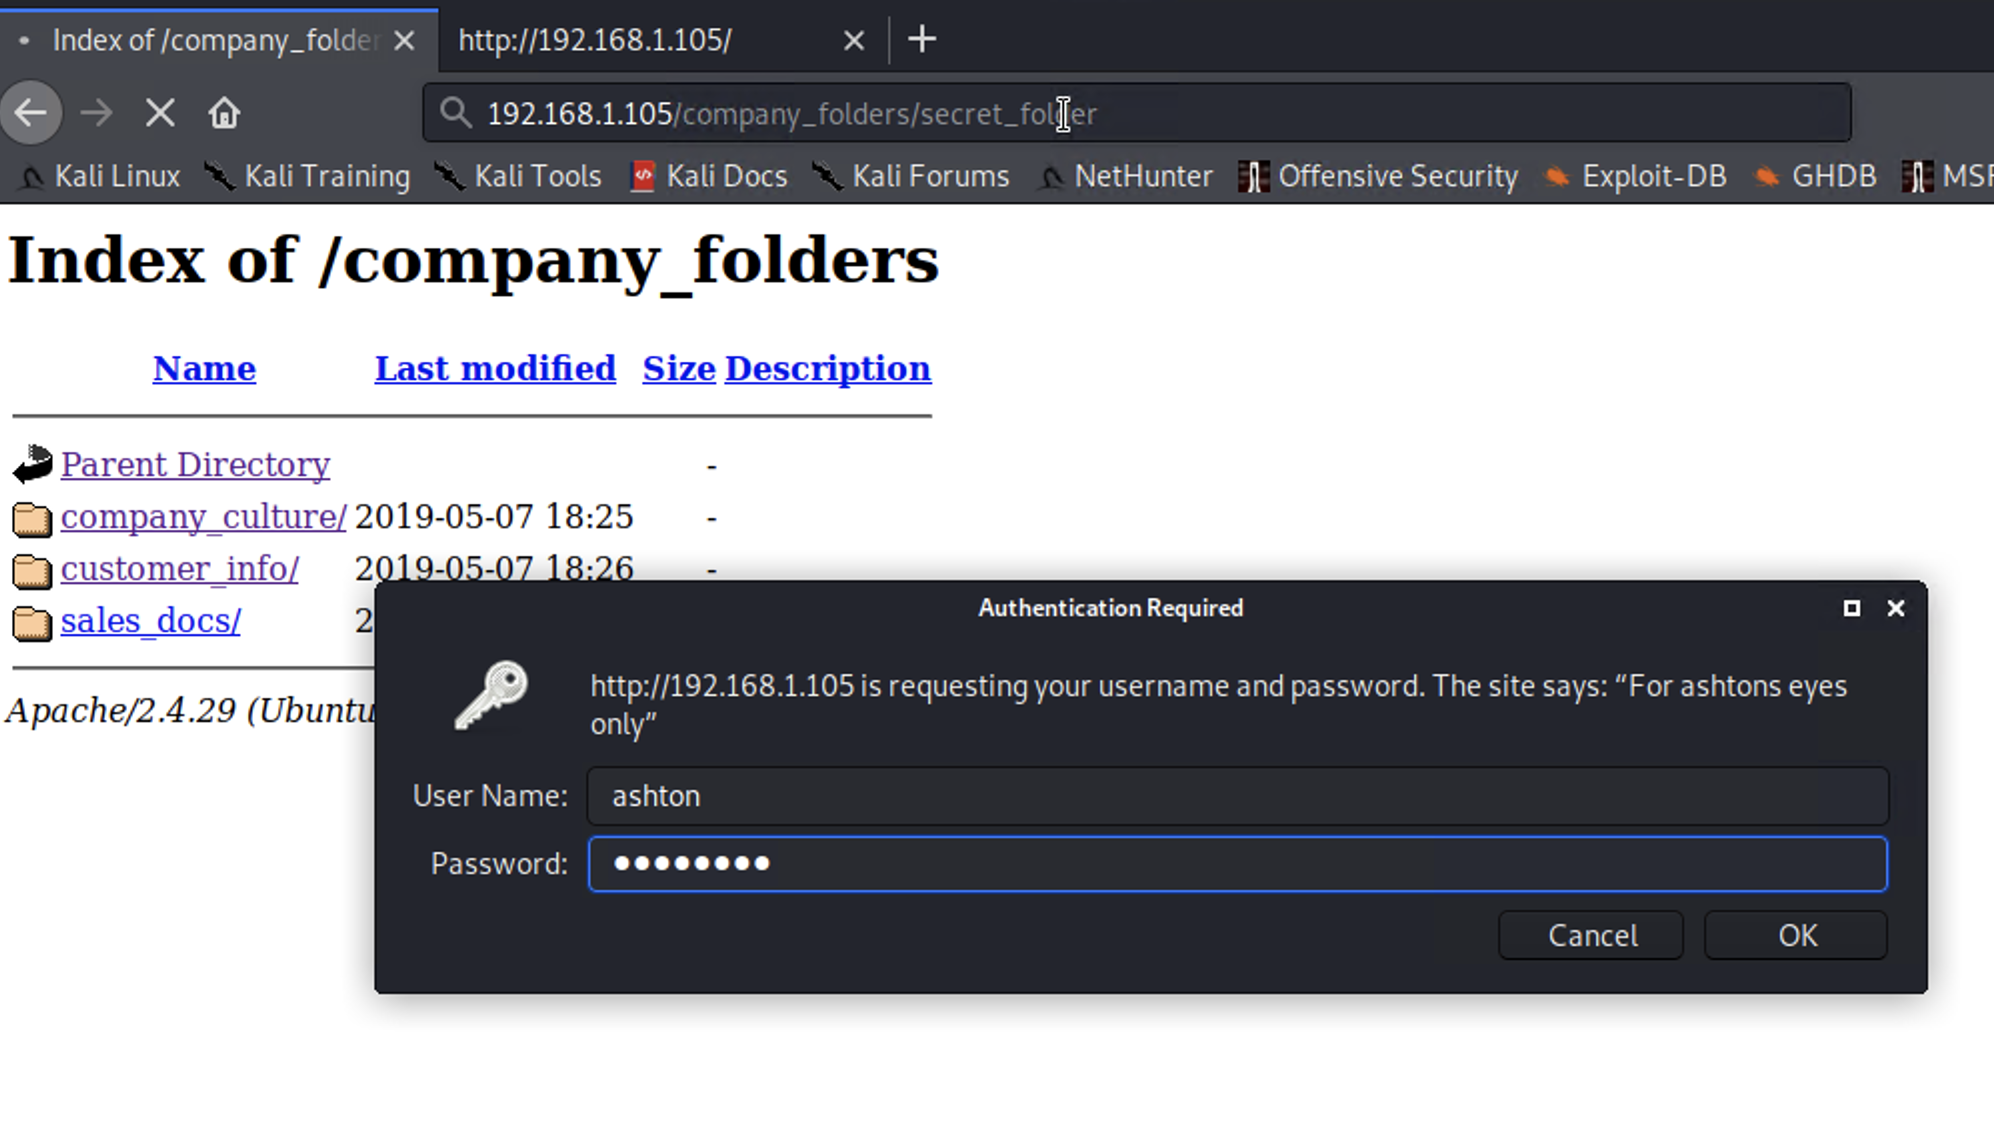 Index of /company_folder
http://192.168.1.105/
192.168.1.105/company_folders/secret_folder
Kali Linux Kali Training Kali Tools Kali Docs Kali Forums NetHunter Offensive Security Exploit-DB GHDB MSF
Index of /company_folders
Name Last modified Size Description
Parent Directory -
company_culture/ 2019-05-07 18:25 -
customer_info/ 2019-05-07 18:26 -
sales_docs/ 2
Apache/2.4.29 (Ubuntu
Authentication Required
http://192.168.1.105 is requesting your username and password. The site says: “For ashtons eyes
only”
User Name: ashton
Password: ••••••••
Cancel OK